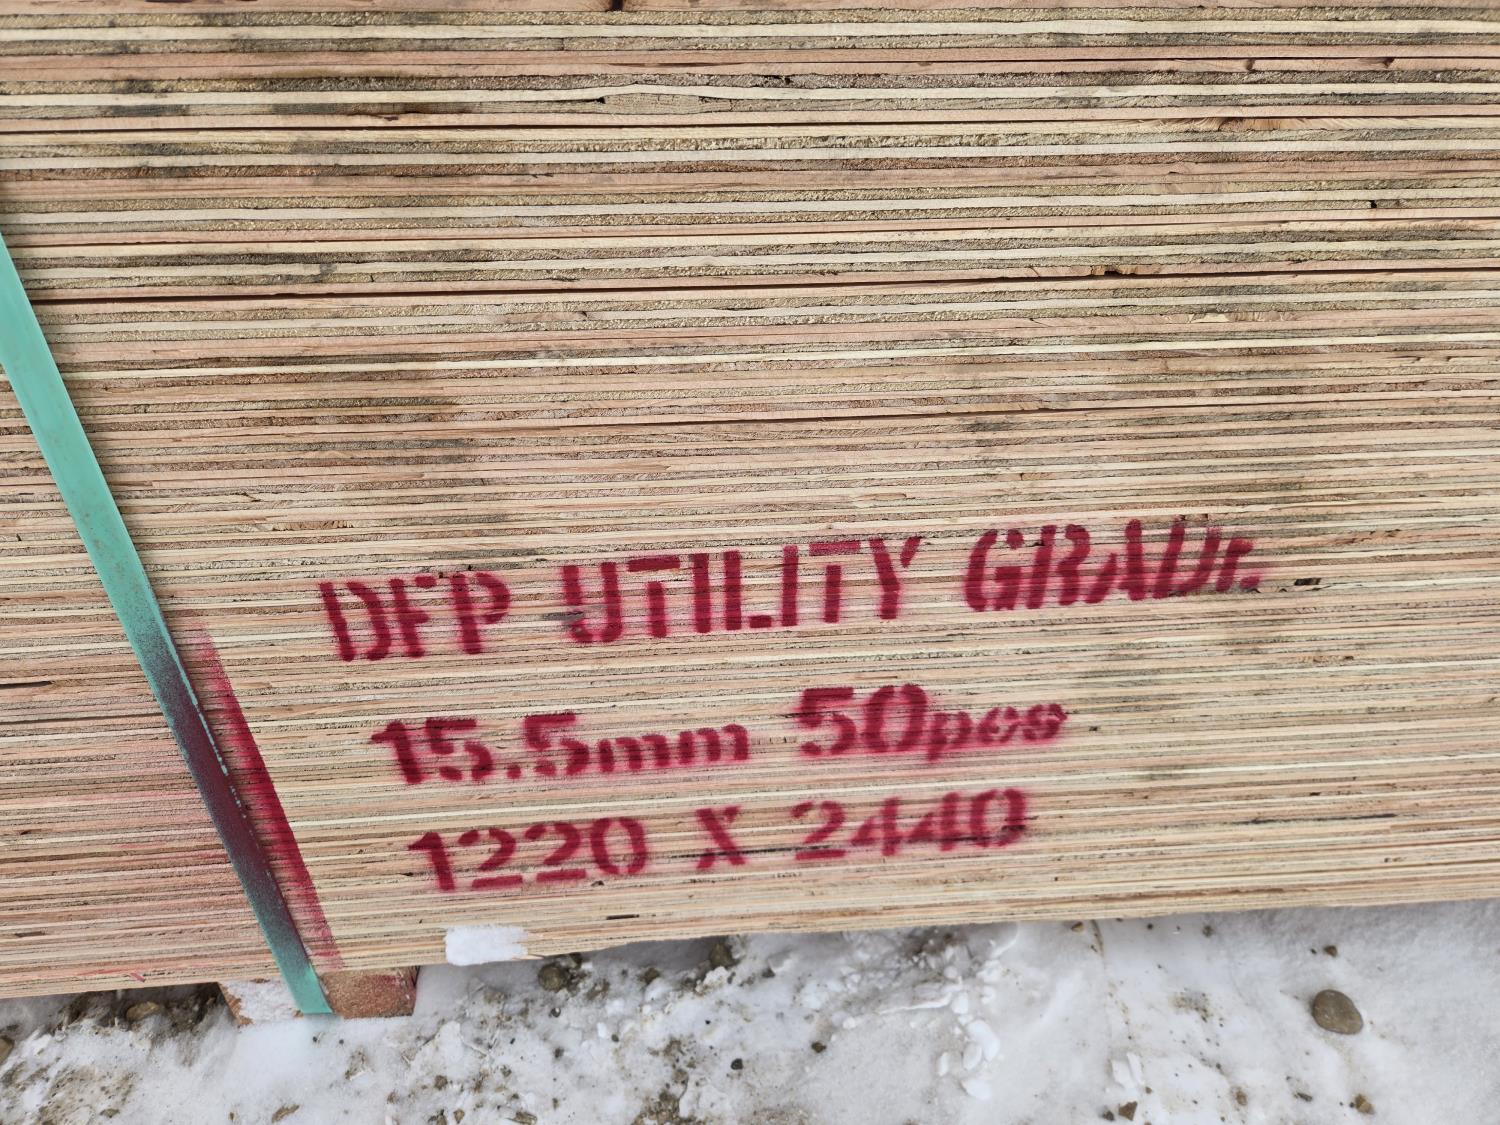 DFP UTILITY GRADE
15.5mm 50pcs
1220 X 2440